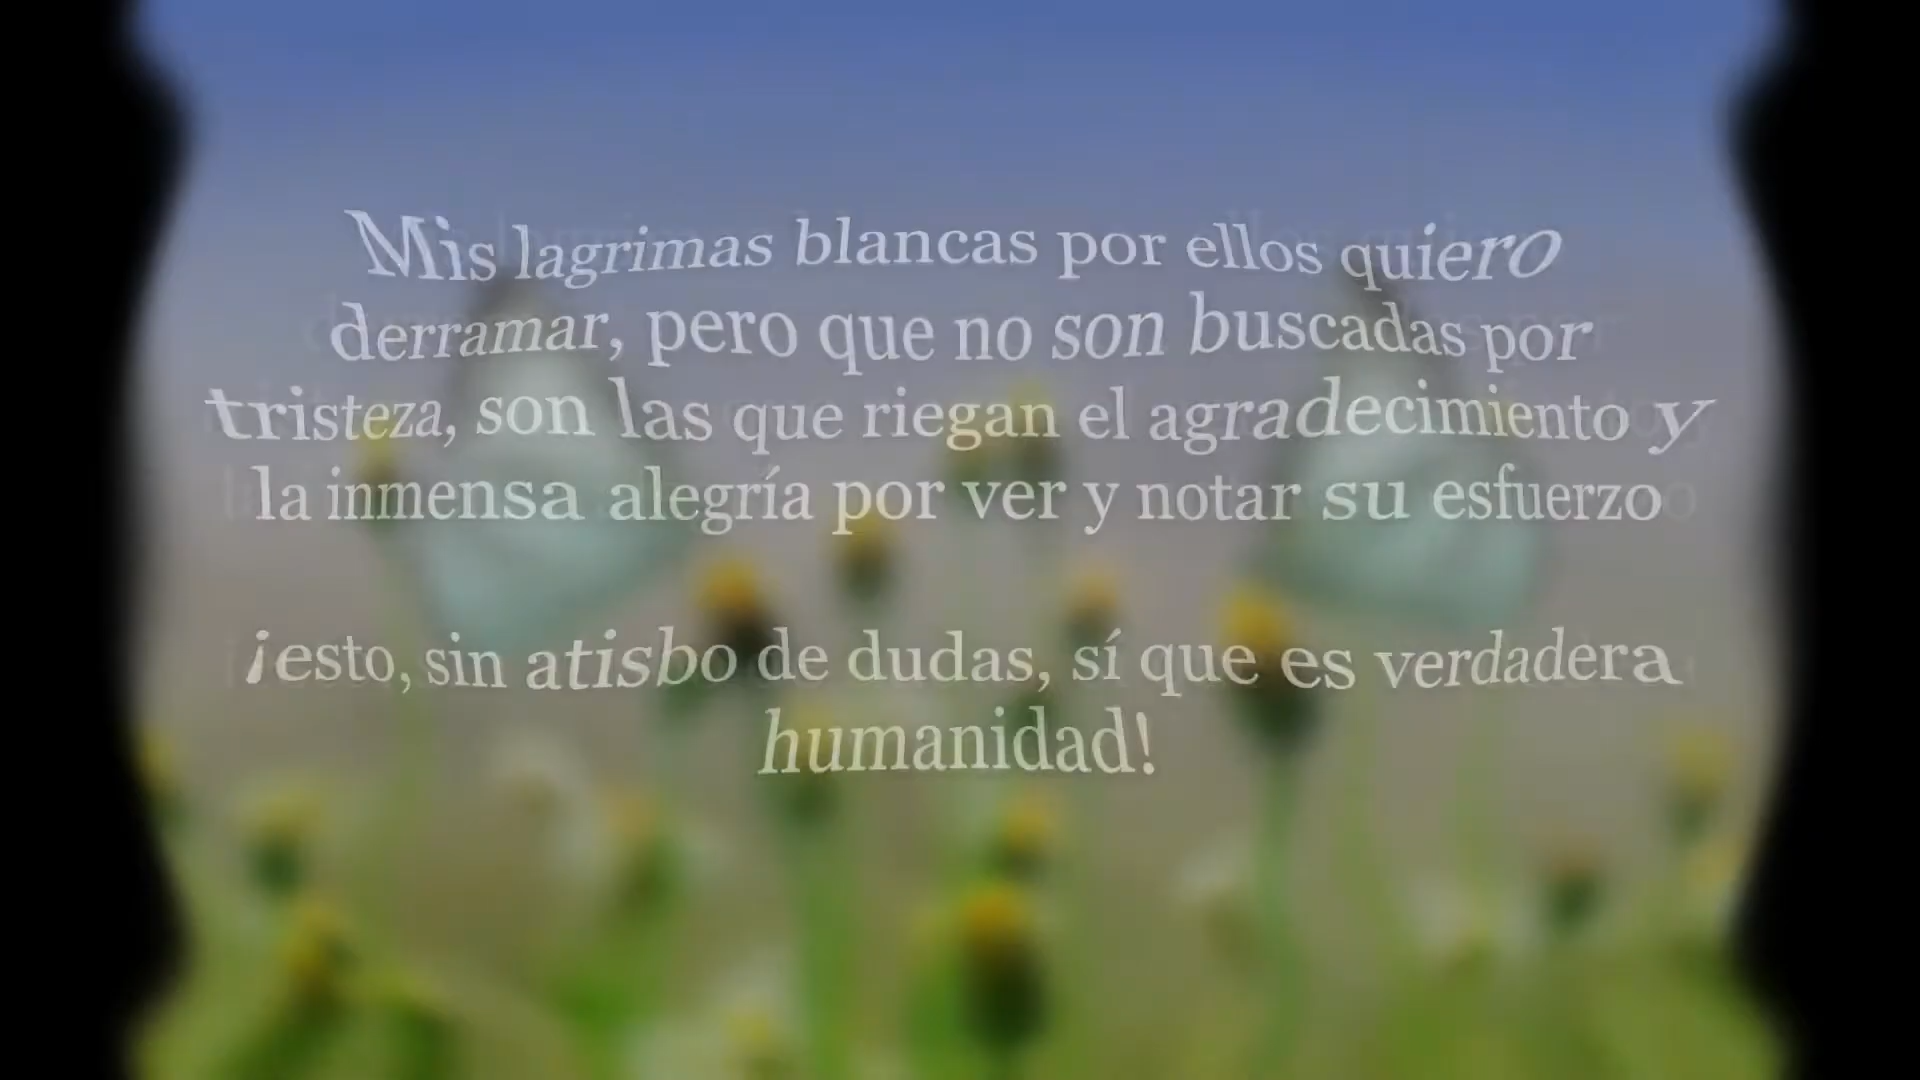 Mis lagrimas blancas por ellos quiero
derramar, pero que no son buscadas por
tristeza, son las que riegan el agradecimiento y
la inmensa alegría por ver y notar su esfuerzo
¡esto, sin atisbo de dudas, sí que es verdadera
humanidad!